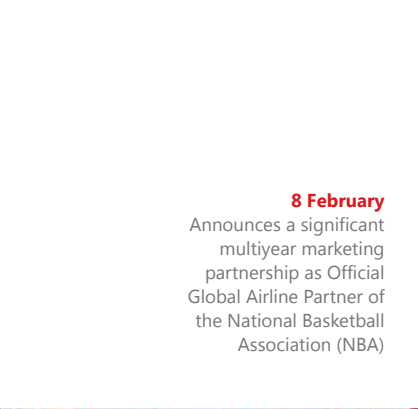 8 February
Announces a significant
multiyear marketing
partnership as Official
Global Airline Partner of
the National Basketball
Association (NBA)